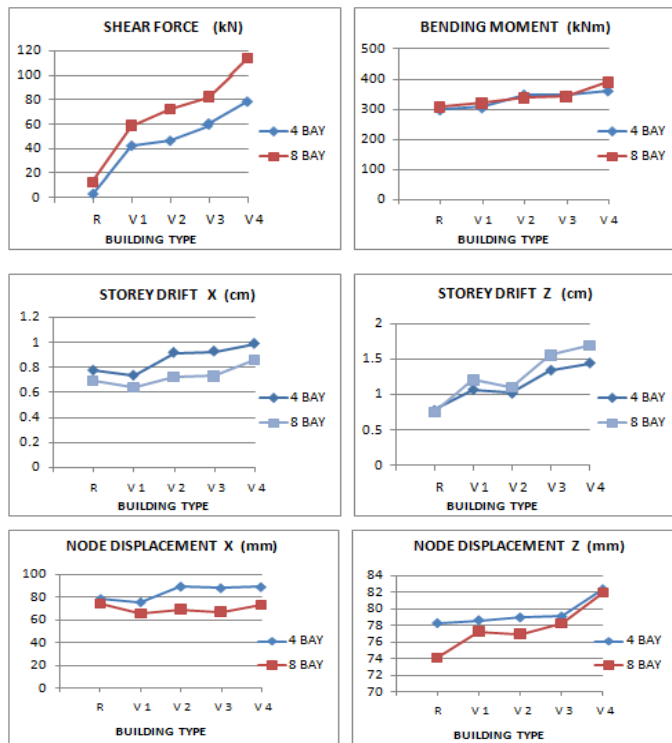 SHEAR FORCE (kN)
120
100
80
60
40
20
0
R V 1 V 2 V 3 V 4
BUILDING TYPE
4 BAY
8 BAY
BENDING MOMENT (kNm)
500
400
300
200
100
0
R V 1 V 2 V 3 V 4
BUILDING TYPE
4 BAY
8 BAY
STOREY DRIFT X (cm)
1.2
1
0.8
0.6
0.4
0.2
0
R V 1 V 2 V 3 V 4
BUILDING TYPE
4 BAY
8 BAY
STOREY DRIFT Z (cm)
2
1.5
1
0.5
0
R V 1 V 2 V 3 V 4
BUILDING TYPE
4 BAY
8 BAY
NODE DISPLACEMENT X (mm)
100
80
60
40
20
0
R V 1 V 2 V 3 V 4
BUILDING TYPE
4 BAY
8 BAY
NODE DISPLACEMENT Z (mm)
84
82
80
78
76
74
72
70
R V 1 V 2 V 3 V 4
BUILDING TYPE
4 BAY
8 BAY